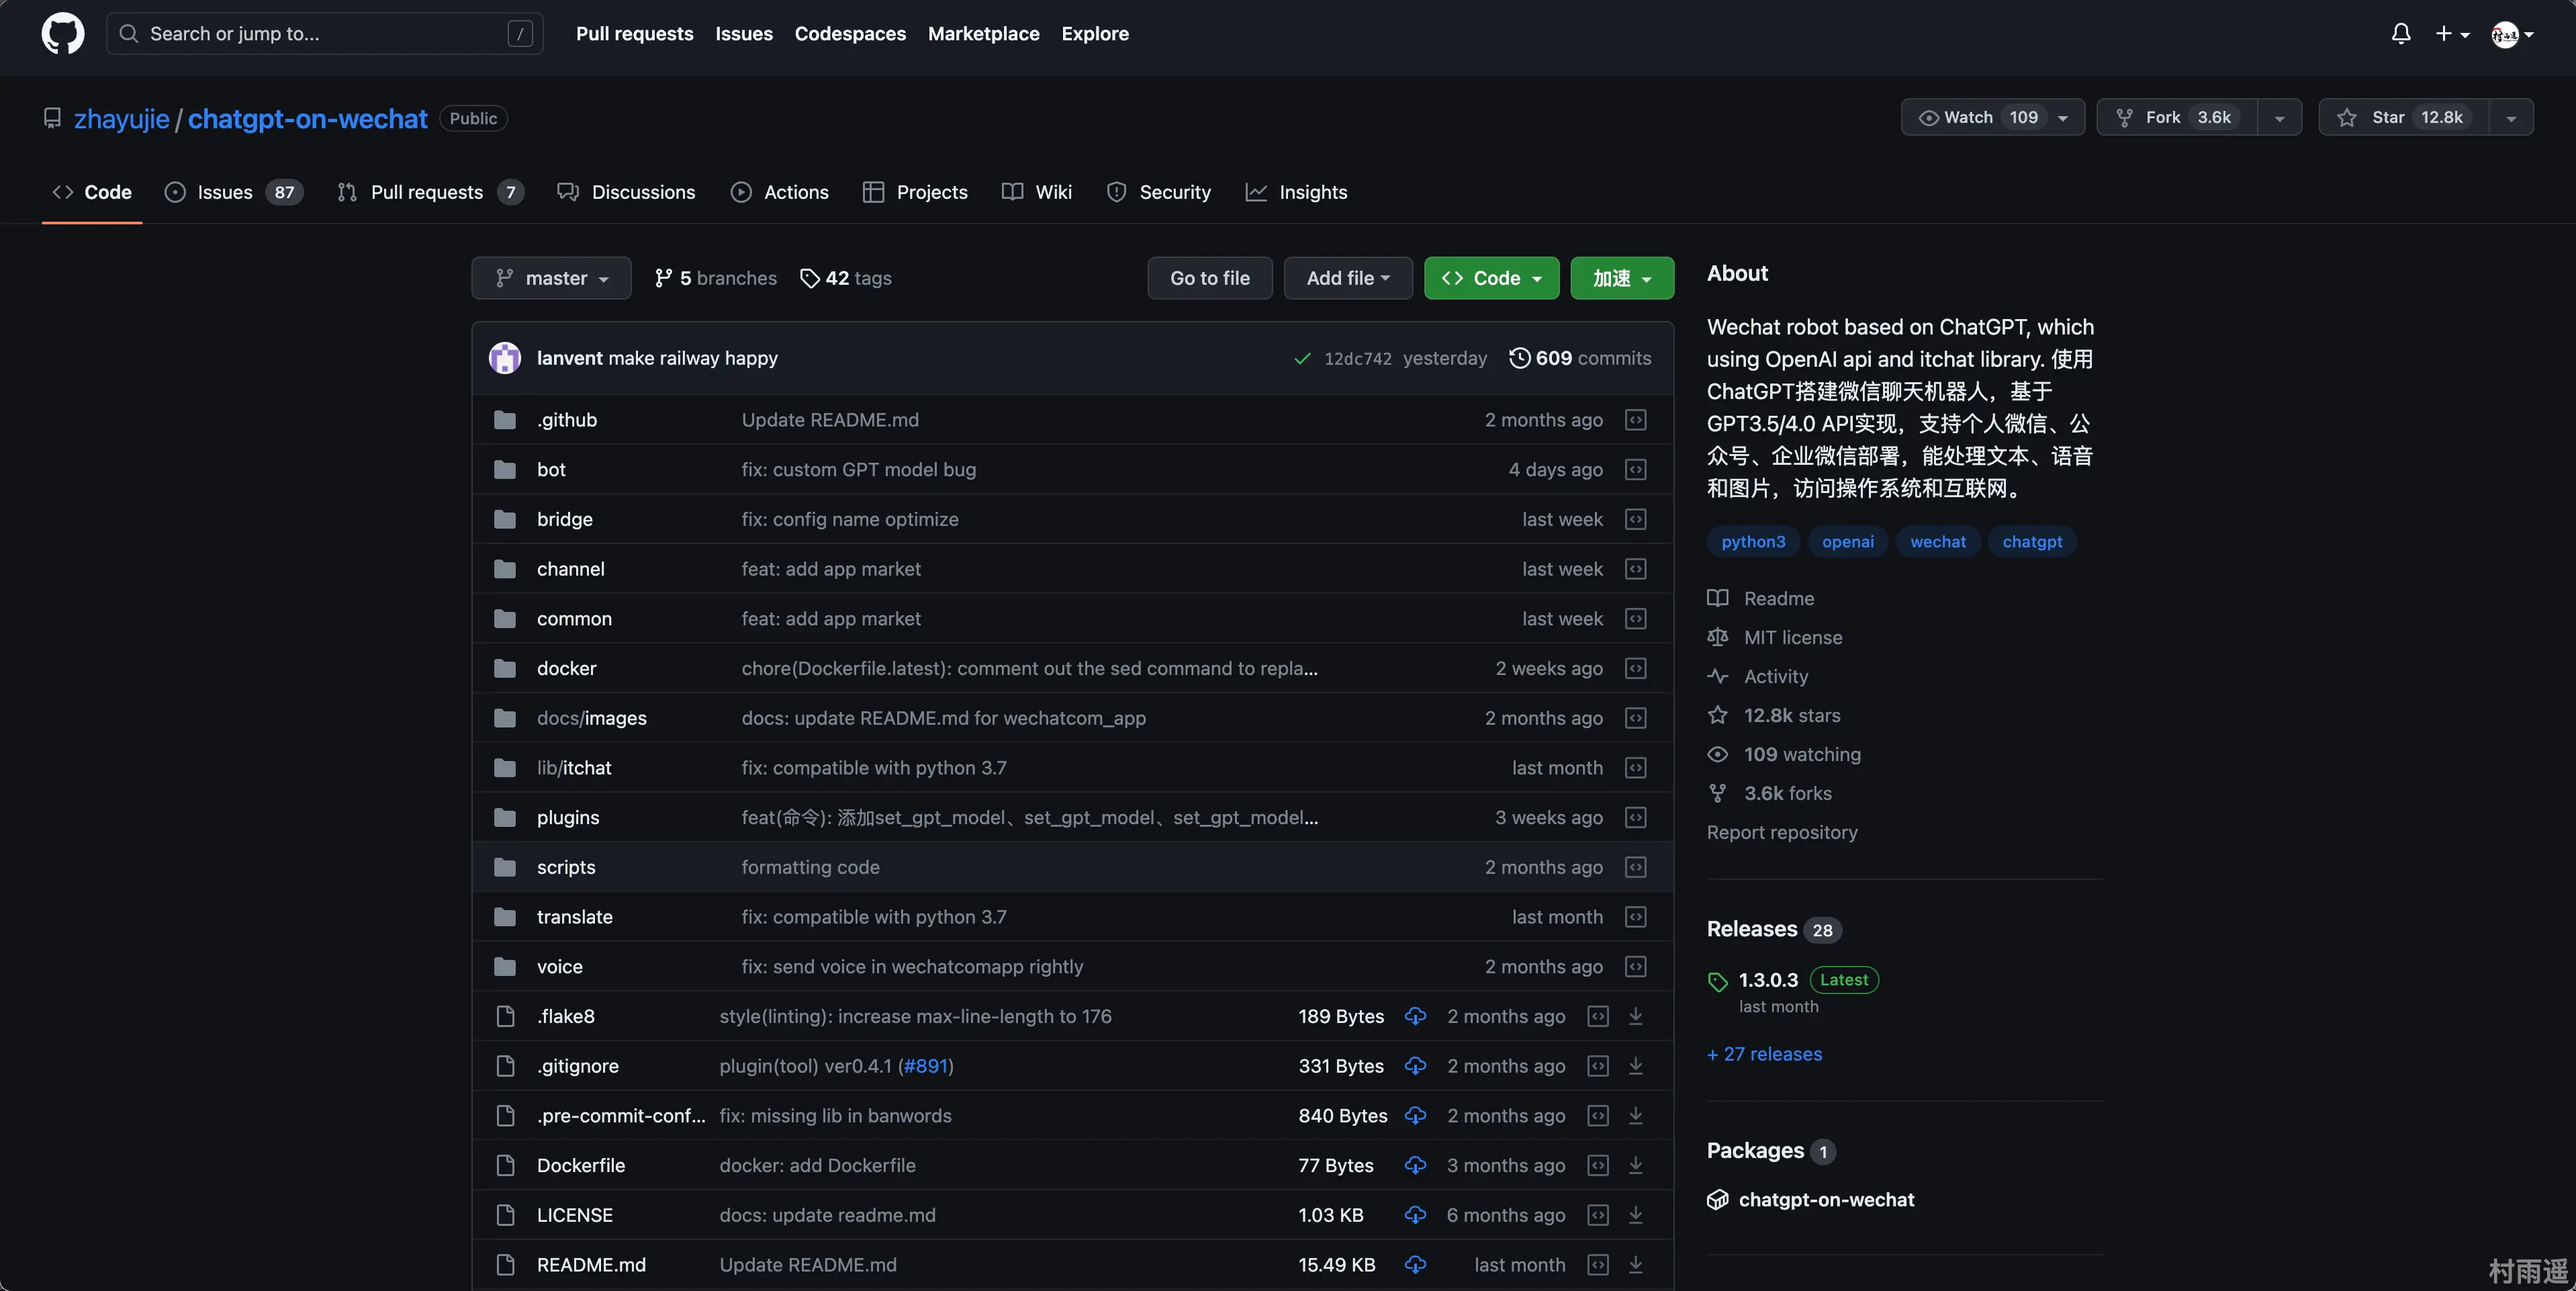 Search or jump to... /
Pull requests Issues Codespaces Marketplace Explore
zhayujie / chatgpt-on-wechat Public
Watch 109 Fork 3.6k Star 12.8k
Code Issues 87 Pull requests 7 Discussions Actions Projects Wiki Security Insights
master 5 branches 42 tags Go to file Add file Code 加速
lanvent make railway happy 12dc742 yesterday 609 commits
.github Update README.md 2 months ago
bot fix: custom GPT model bug 4 days ago
bridge fix: config name optimize last week
channel feat: add app market last week
common feat: add app market last week
docker chore(Dockerfile.latest): comment out the sed command to repla... 2 weeks ago
docs/images docs: update README.md for wechatcom_app 2 months ago
lib/itchat fix: compatible with python 3.7 last month
plugins feat(命令): 添加set_gpt_model、set_gpt_model、set_gpt_model... 3 weeks ago
scripts formatting code 2 months ago
translate fix: compatible with python 3.7 last month
voice fix: send voice in wechatcomapp rightly 2 months ago
.flake8 style(linting): increase max-line-length to 176 189 Bytes 2 months ago
.gitignore plugin(tool) ver0.4.1 (#891) 331 Bytes 2 months ago
.pre-commit-conf... fix: missing lib in banwords 840 Bytes 2 months ago
Dockerfile docker: add Dockerfile 77 Bytes 3 months ago
LICENSE docs: update readme.md 1.03 KB 6 months ago
README.md Update README.md 15.49 KB last month
About
Wechat robot based on ChatGPT, which
using OpenAI api and itchat library. 使用
ChatGPT搭建微信聊天机器人，基于
GPT3.5/4.0 API实现，支持个人微信、公
众号、企业微信部署，能处理文本、语音
和图片，访问操作系统和互联网。
python3 openai wechat chatgpt
Readme
MIT license
Activity
12.8k stars
109 watching
3.6k forks
Report repository
Releases 28
1.3.0.3 Latest
last month
+ 27 releases
Packages 1
chatgpt-on-wechat
村雨遥